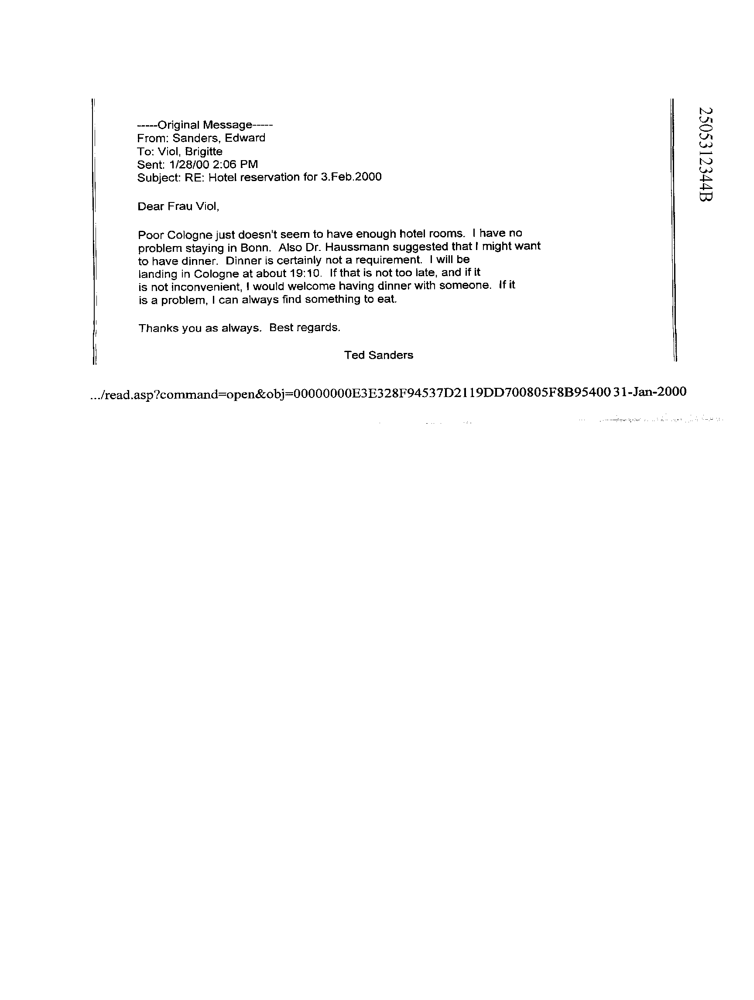 -----Original Message-----
From: Sanders, Edward
To: Viol, Brigitte
Sent: 1/28/00 2:06 PM
Subject: RE: Hotel reservation for 3.Feb.2000
Dear Frau Viol,
Poor Cologne just doesn't seem to have enough hotel rooms. I have no
problem staying in Bonn. Also Dr. Haussmann suggested that I might want
to have dinner. Dinner is certainly not a requirement. I will be
landing in Cologne at about 19:10. If that is not too late, and if it
is not inconvenient, I would welcome having dinner with someone. If it
is a problem, I can always find something to eat.
Thanks you as always. Best regards.
Ted Sanders
.../read.asp?command=open&obj=00000000E3E328F94537D2119DD700805F8B9540031-Jan-2000
2505312344B